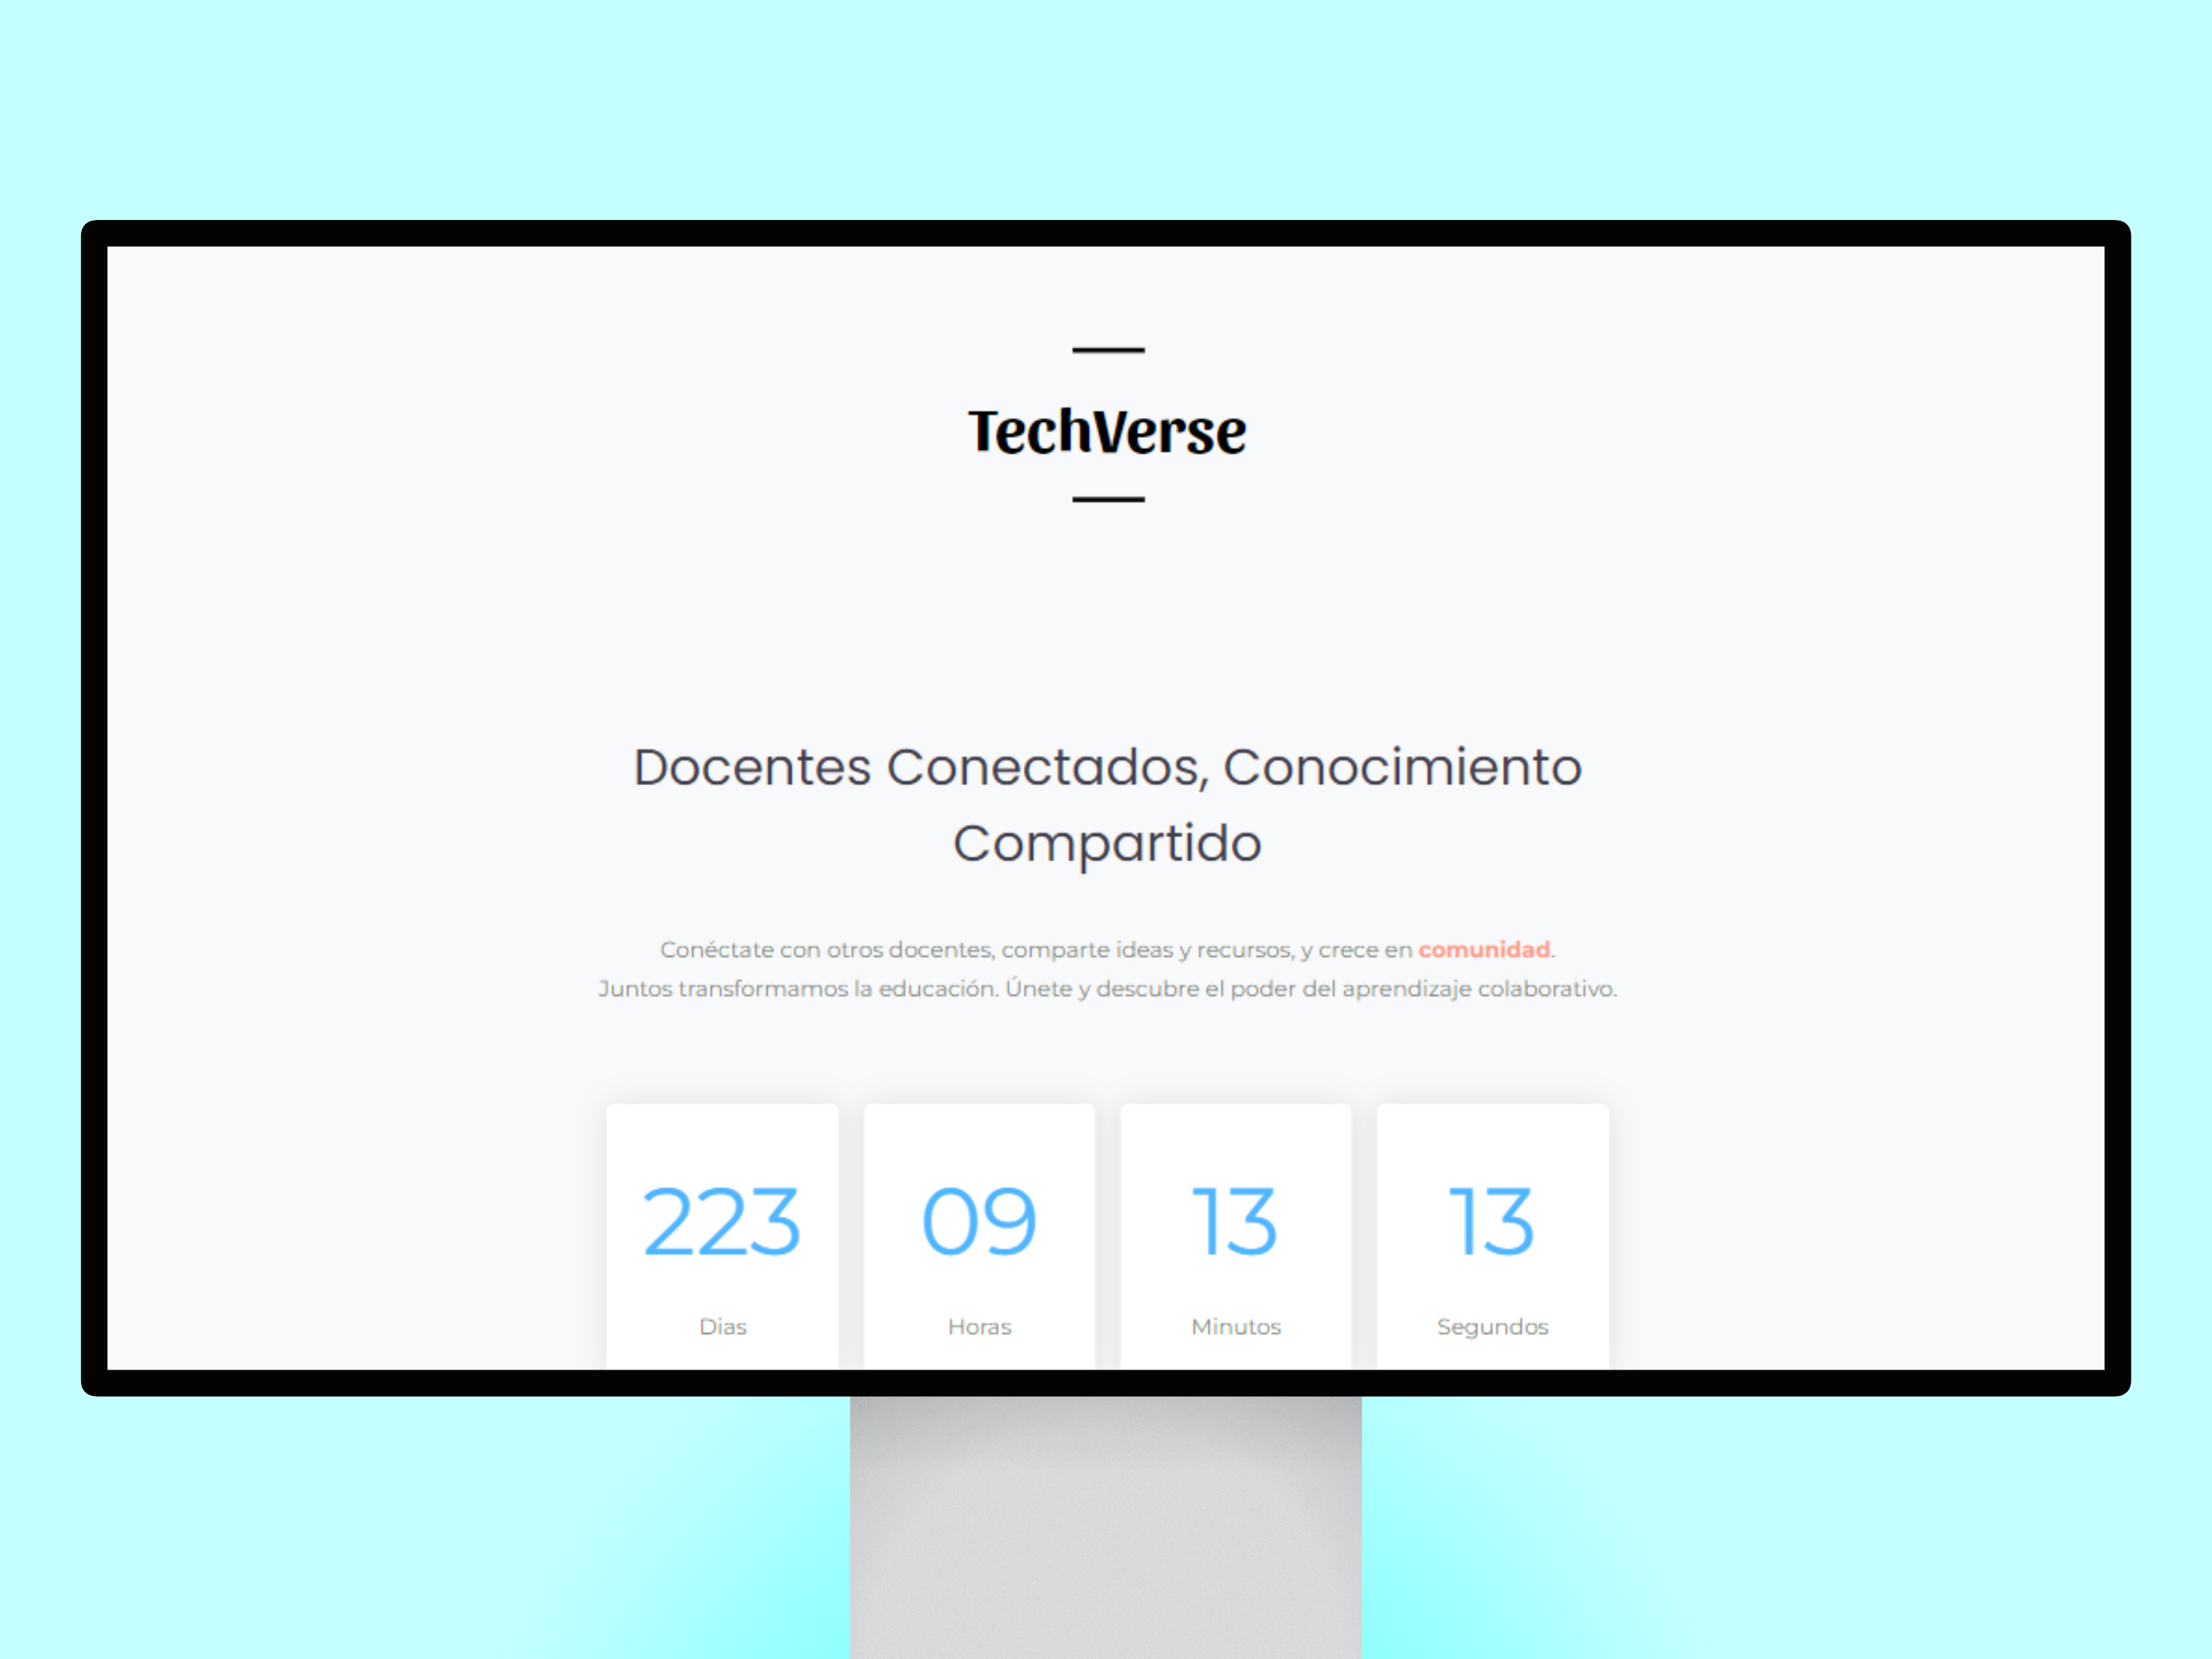 TechVerse
Docentes Conectados, Conocimiento
Compartido
Conéctate con otros docentes, comparte ideas y recursos, y crece en comunidad.
Juntos transformamos la educación. Únete y descubre el poder del aprendizaje colaborativo.
223 09 13 13
Dias Horas Minutos Segundos